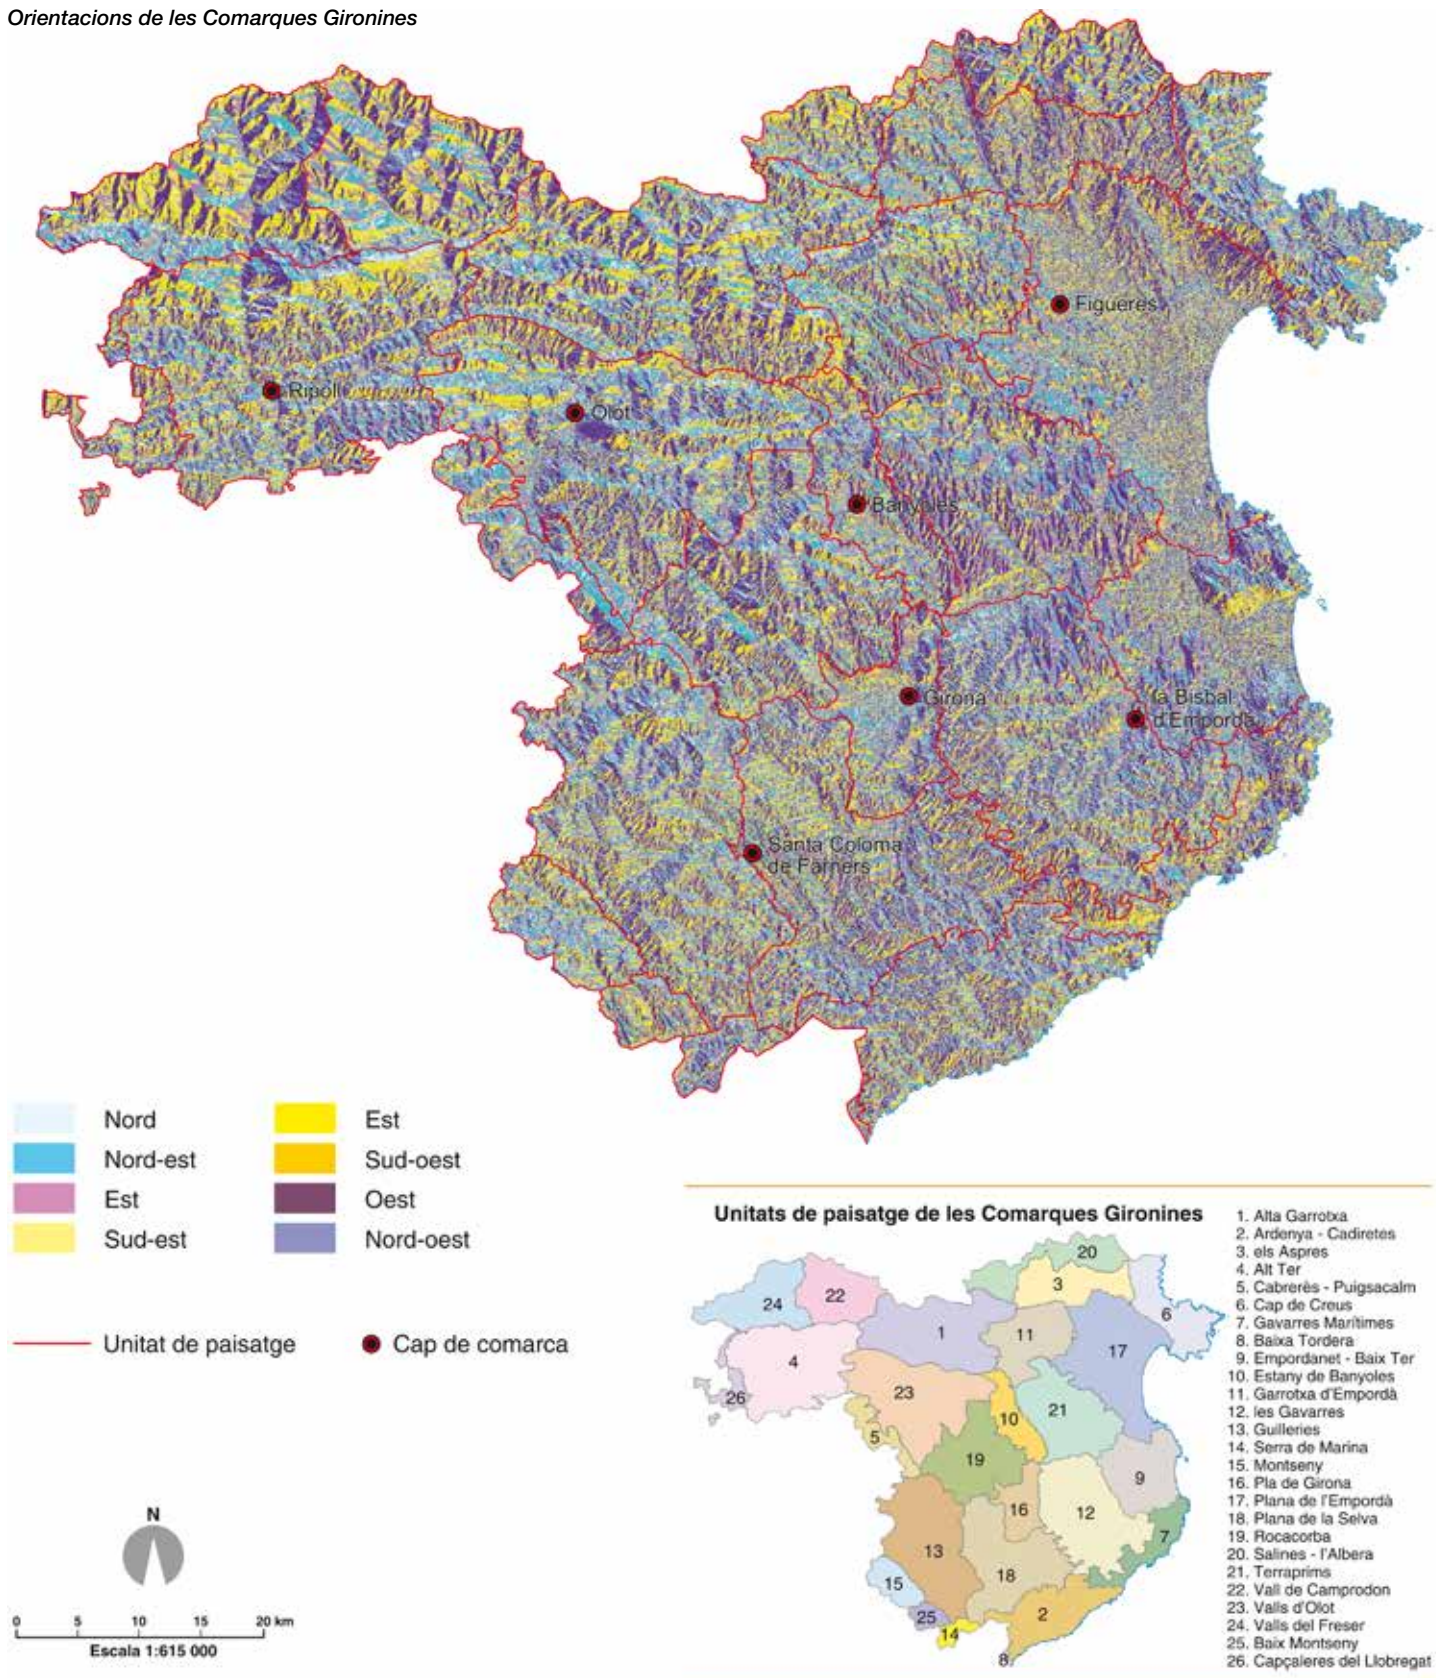 Orientacions de les Comarques Gironines
Figueres
Ripoll
Olot
Banyoles
Girona
la Bisbal
d'Empordà
Santa Coloma
de Farners
Nord
Nord-est
Est
Sud-est
Est
Sud-oest
Oest
Nord-oest
Unitat de paisatge
Cap de comarca
N
0 5 10 15 20 km
Escala 1:615 000
Unitats de paisatge de les Comarques Gironines
20
3
24
22
6
1
11
17
4
23
26
10
21
5
19
9
16
12
7
13
18
15
25
2
14
8
1. Alta Garrotxa
2. Ardenya - Cadiretes
3. els Aspres
4. Alt Ter
5. Cabrerès - Puigsacalm
6. Cap de Creus
7. Gavarres Marítimes
8. Baixa Tordera
9. Empordanet - Baix Ter
10. Estany de Banyoles
11. Garrotxa d'Empordà
12. les Gavarres
13. Guilleries
14. Serra de Marina
15. Montseny
16. Pla de Girona
17. Plana de l'Empordà
18. Plana de la Selva
19. Rocacorba
20. Salines - l'Albera
21. Terraprims
22. Vall de Camprodon
23. Valls d'Olot
24. Valls del Freser
25. Baix Montseny
26. Capçaleres del Llobregat